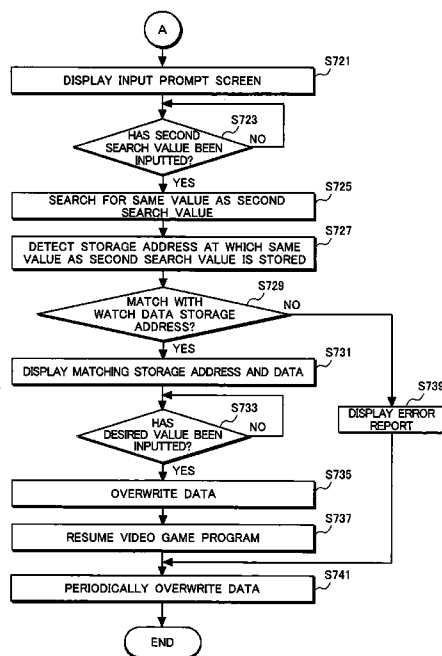 A
S721
DISPLAY INPUT PROMPT SCREEN
S723
HAS SECOND
SEARCH VALUE BEEN
INPUTTED?
NO
YES
S725
SEARCH FOR SAME VALUE AS SECOND
SEARCH VALUE
S727
DETECT STORAGE ADDRESS AT WHICH SAME
VALUE AS SECOND SEARCH VALUE IS STORED
S729
MATCH WITH
WATCH DATA STORAGE
ADDRESS?
NO
YES
S731
DISPLAY MATCHING STORAGE ADDRESS AND DATA
S733
HAS
DESIRED VALUE BEEN
INPUTTED?
NO
YES
S739
DISPLAY ERROR
REPORT
S735
OVERWRITE DATA
S737
RESUME VIDEO GAME PROGRAM
S741
PERIODICALLY OVERWRITE DATA
END